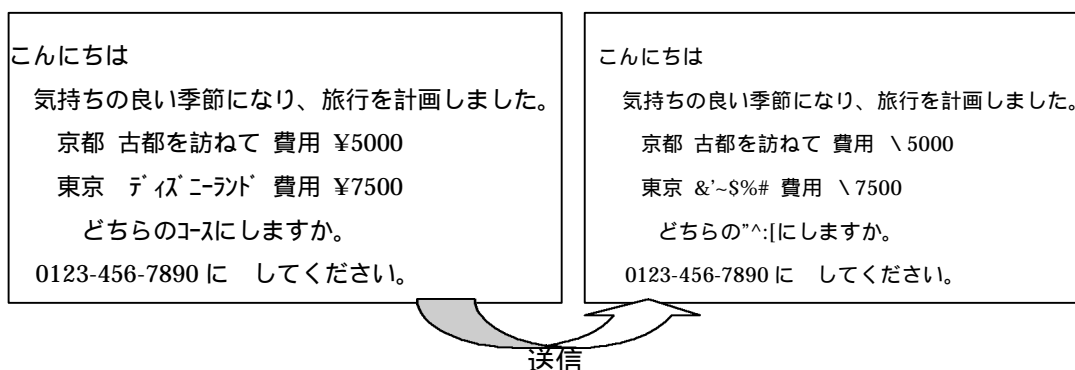 こんにちは
気持ちの良い季節になり、旅行を計画しました。
京都 古都を訪ねて 費用 ¥5000
東京　ﾃﾞｨｽﾞﾆｰﾗﾝﾄﾞ 費用 ¥7500
どちらのｺｰｽにしますか。
0123-456-7890 に　してください。
こんにちは
気持ちの良い季節になり、旅行を計画しました。
京都 古都を訪ねて 費用 \5000
東京 &'~$%# 費用 \7500
どちらの"^:[にしますか。
0123-456-7890 に　してください。
送信